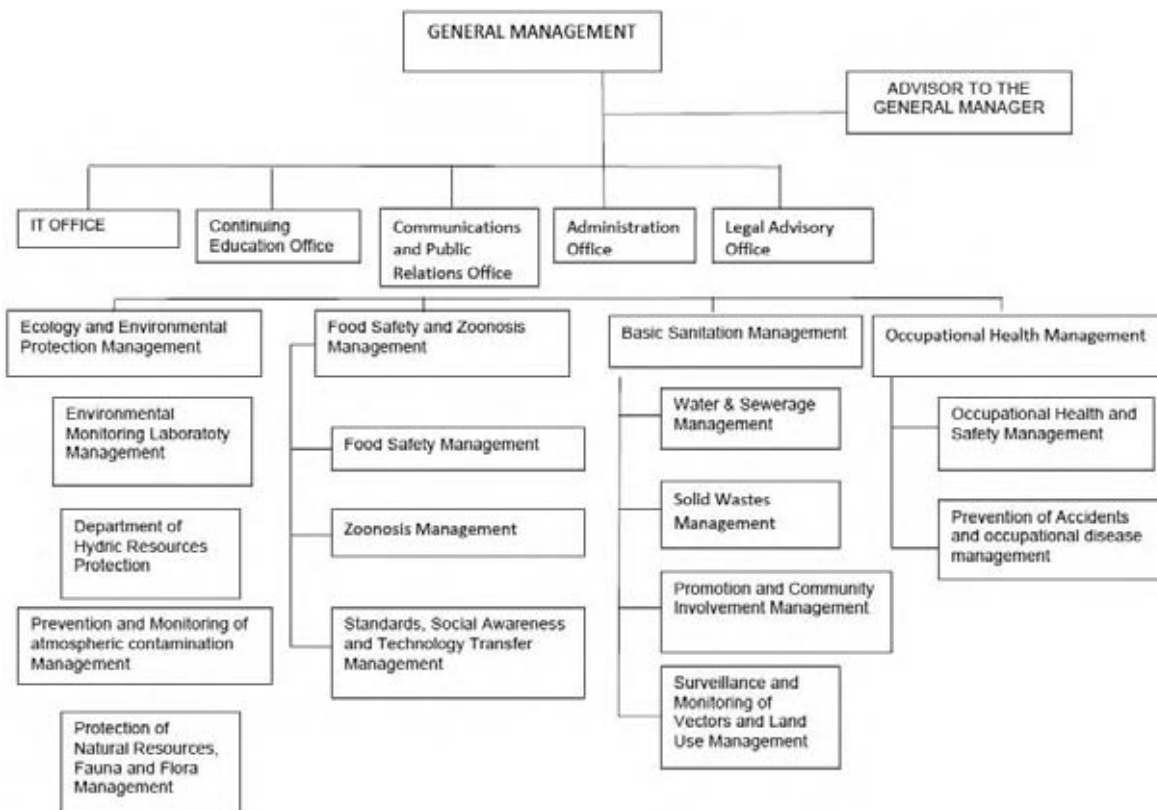 GENERAL MANAGEMENT
ADVISOR TO THE
GENERAL MANAGER
IT OFFICE
Continuing
Education Office
Communications
and Public
Relations Office
Administration
Office
Legal Advisory
Office
Ecology and Environmental
Protection Management
Food Safety and Zoonosis
Management
Basic Sanitation Management
Occupational Health Management
Environmental
Monitoring Laboratoty
Management
Department of
Hydric Resources
Protection
Prevention and Monitoring of
atmospheric contamination
Management
Protection of
Natural Resources,
Fauna and Flora
Management
Food Safety Management
Zoonosis Management
Standards, Social Awareness
and Technology Transfer
Management
Water & Sewerage
Management
Solid Wastes
Management
Promotion and Community
Involvement Management
Surveillance and
Monitoring of
Vectors and Land
Use Management
Occupational Health and
Safety Management
Prevention of Accidents
and occupational disease
management